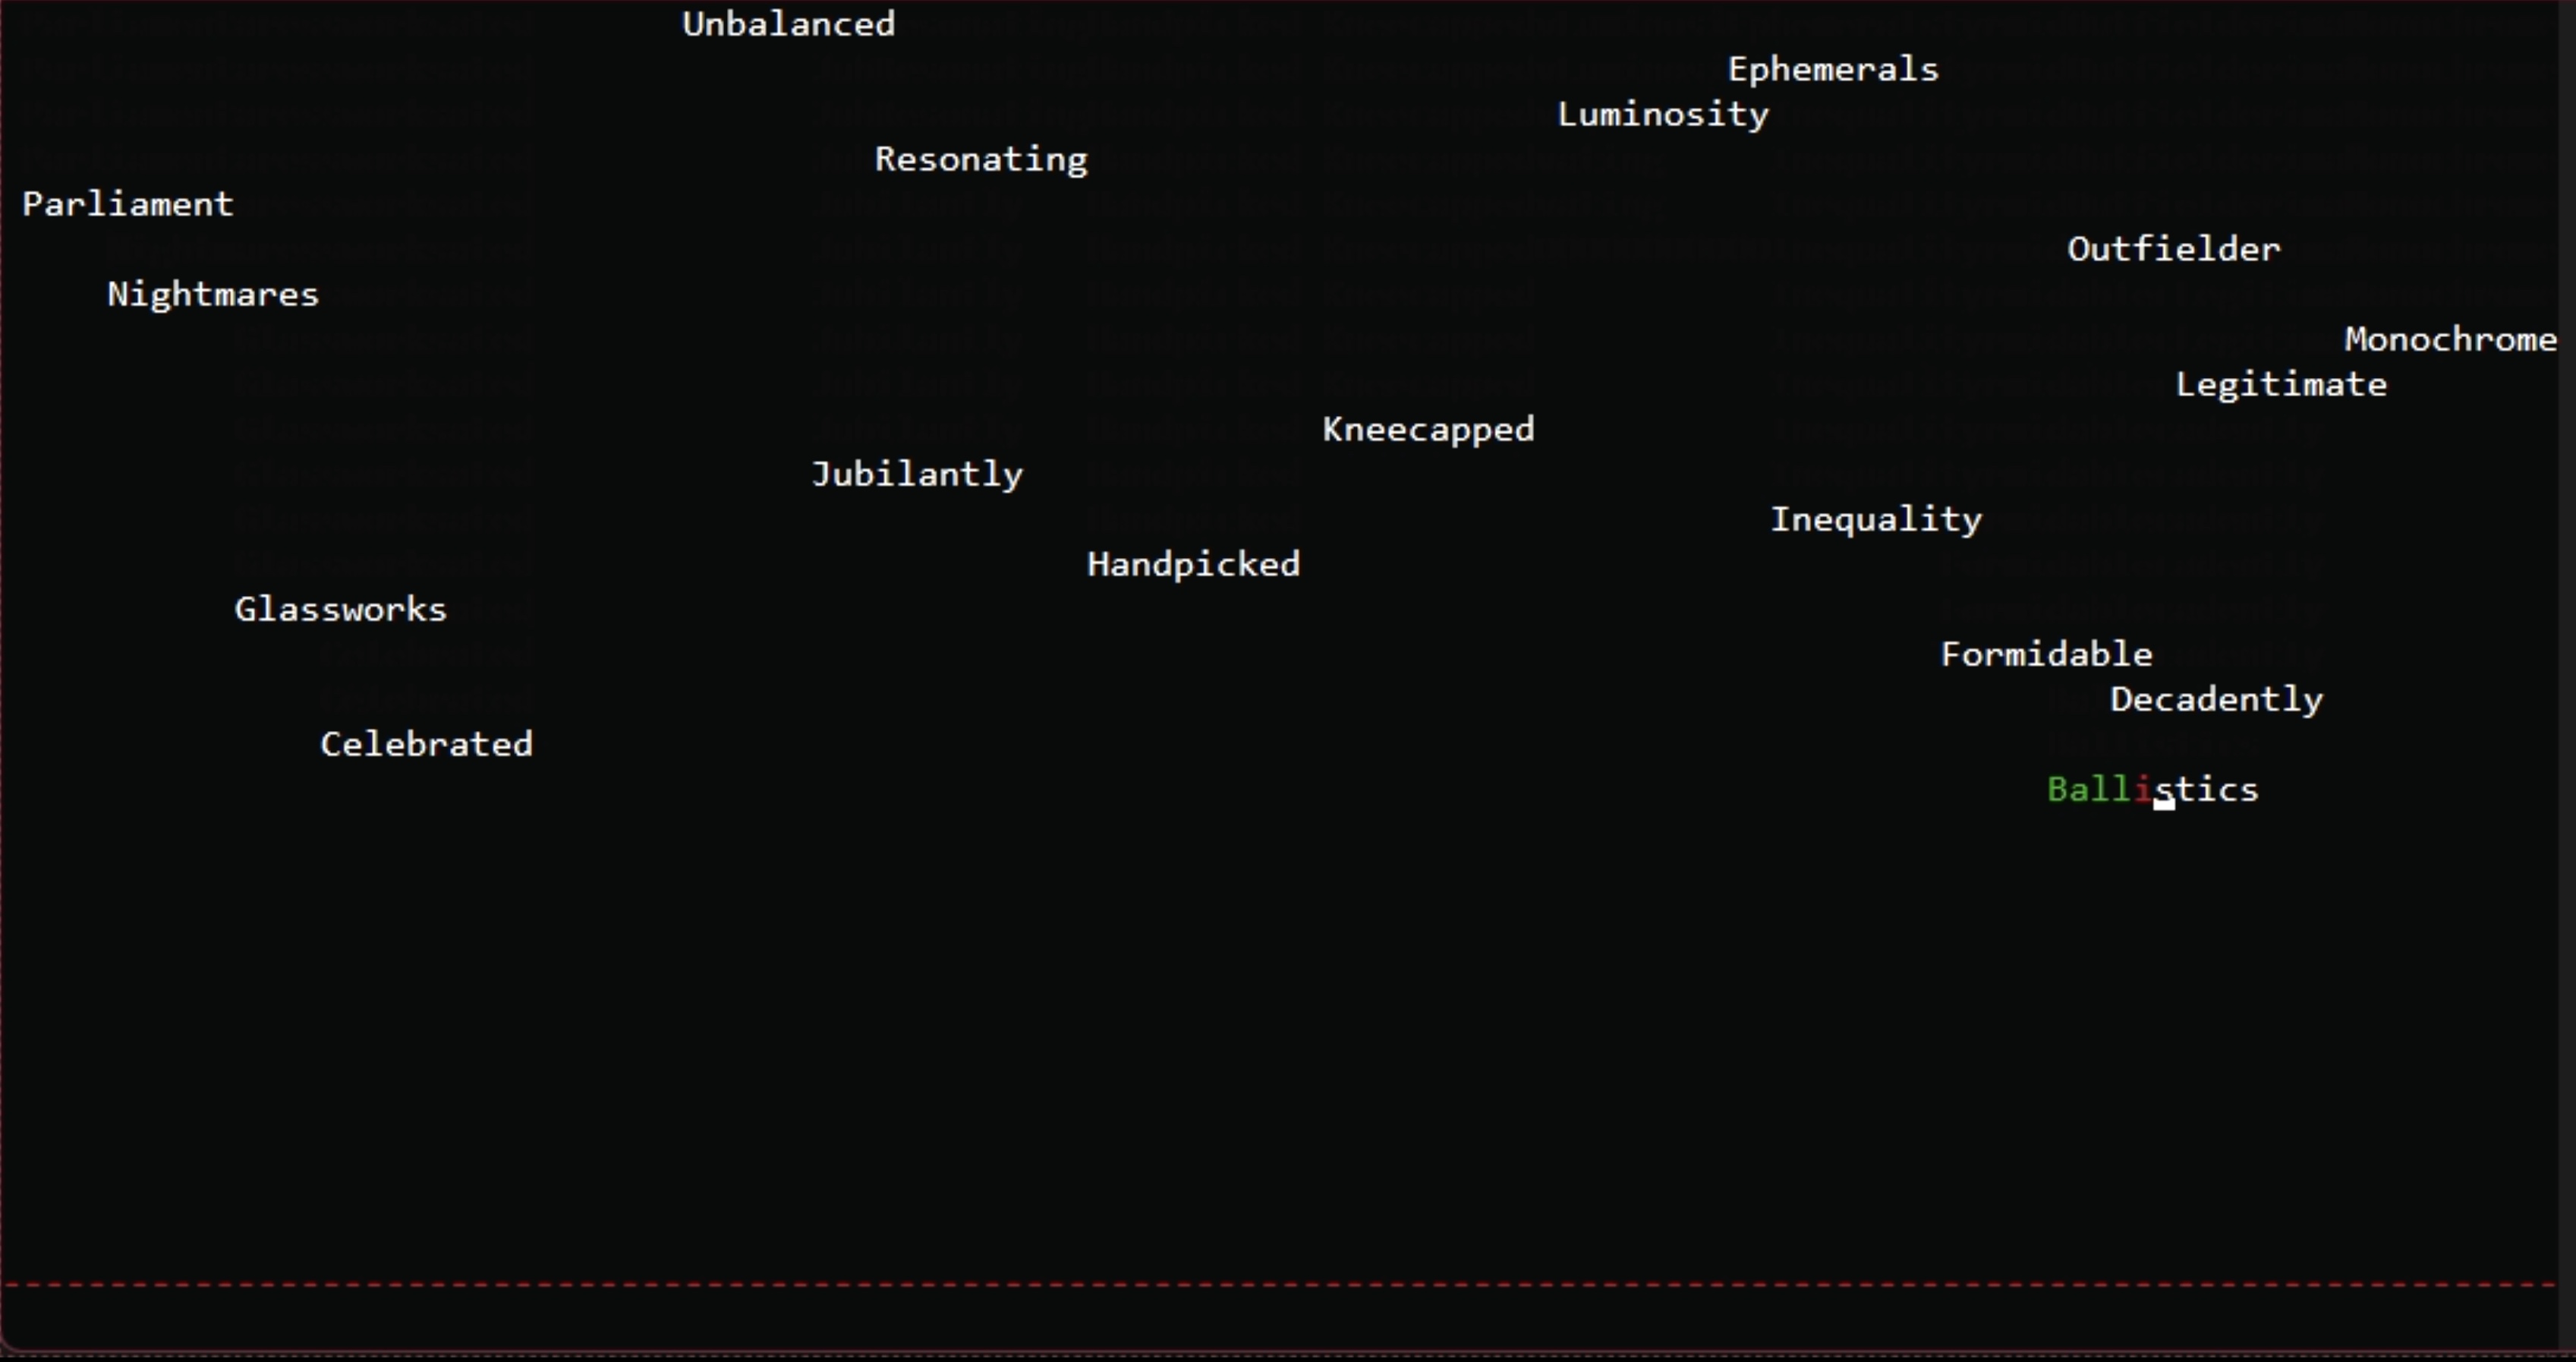 Unbalanced
Ephemerals
Luminosity
Resonating
Parliament
Outfielder
Nightmares
Monochrome
Legitimate
Kneecapped
Jubilantly
Inequality
Handpicked
Glassworks
Formidable
Decadently
Celebrated
Ballistics